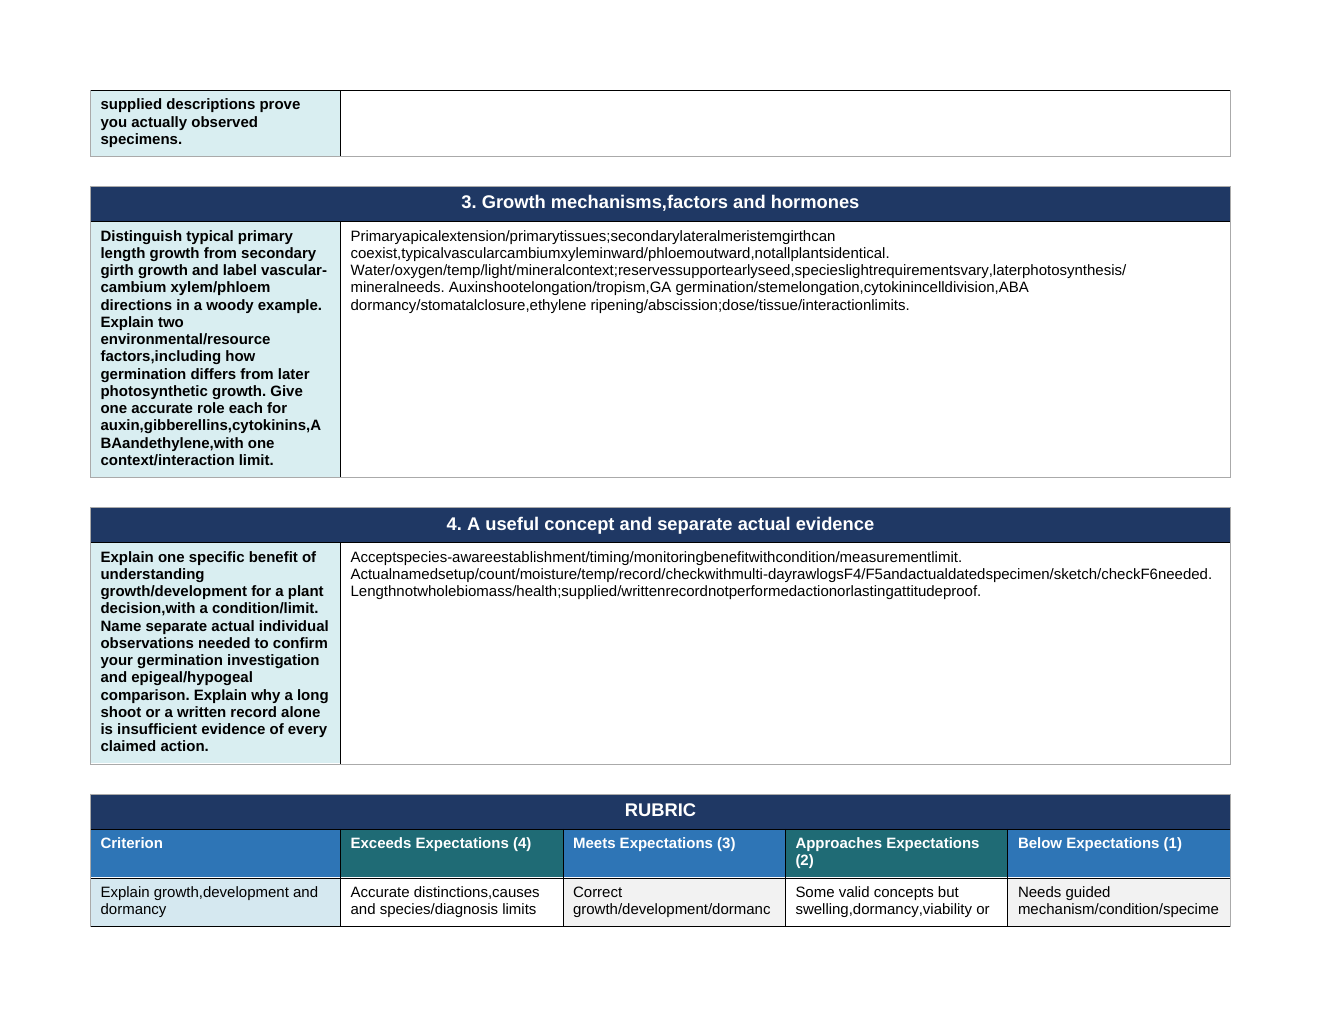 supplied descriptions prove
you actually observed
specimens.
3. Growth mechanisms,factors and hormones
Distinguish typical primary
length growth from secondary
girth growth and label vascular-
cambium xylem/phloem
directions in a woody example.
Explain two
environmental/resource
factors,including how
germination differs from later
photosynthetic growth. Give
one accurate role each for
auxin,gibberellins,cytokinins,A
BAandethylene,with one
context/interaction limit.
Primaryapicalextension/primarytissues;secondarylateralmeristemgirthcan
coexist,typicalvascularcambiumxyleminward/phloemoutward,notallplantsidentical.
Water/oxygen/temp/light/mineralcontext;reservessupportearlyseed,specieslightrequirementsvary,laterphotosynthesis/
mineralneeds. Auxinshootelongation/tropism,GA germination/stemelongation,cytokinincelldivision,ABA
dormancy/stomatalclosure,ethylene ripening/abscission;dose/tissue/interactionlimits.
4. A useful concept and separate actual evidence
Explain one specific benefit of
understanding
growth/development for a plant
decision,with a condition/limit.
Name separate actual individual
observations needed to confirm
your germination investigation
and epigeal/hypogeal
comparison. Explain why a long
shoot or a written record alone
is insufficient evidence of every
claimed action.
Acceptspecies-awareestablishment/timing/monitoringbenefitwithcondition/measurementlimit.
Actualnamedsetup/count/moisture/temp/record/checkwithmulti-dayrawlogsF4/F5andactualdatedspecimen/sketch/checkF6needed.
Lengthnotwholebiomass/health;supplied/writtenrecordnotperformedactionorlastingattitudeproof.
RUBRIC
Criterion
Exceeds Expectations (4)
Meets Expectations (3)
Approaches Expectations
(2)
Below Expectations (1)
Explain growth,development and
dormancy
Accurate distinctions,causes
and species/diagnosis limits
Correct
growth/development/dormanc
Some valid concepts but
swelling,dormancy,viability or
Needs guided
mechanism/condition/specime